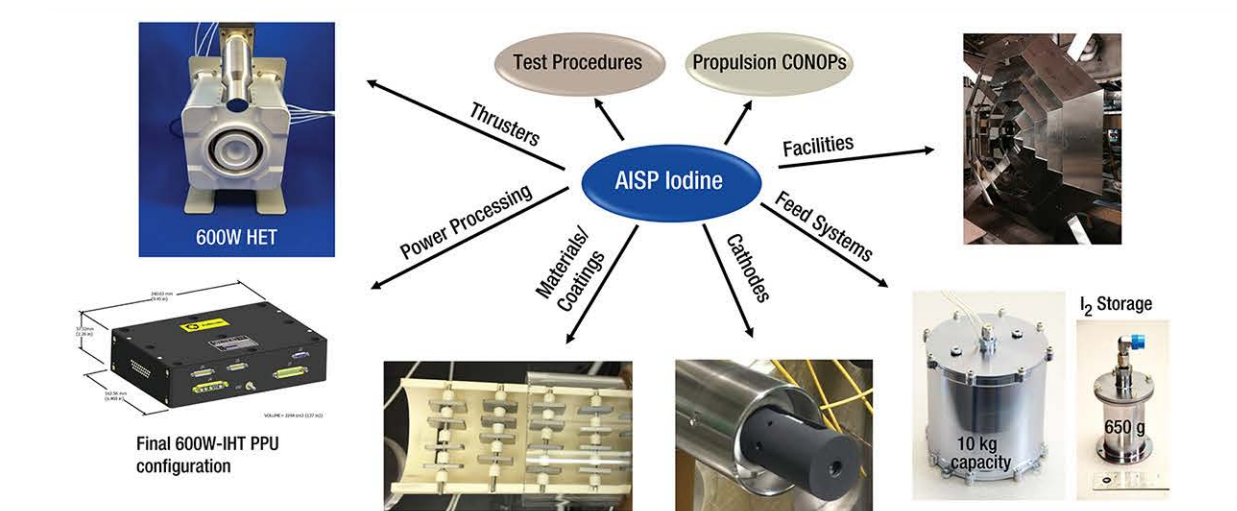 Test Procedures
Propulsion CONOPs
Thrusters
Facilities
AISP Iodine
600W HET
Power Processing
Materials/
Coatings
Cathodes
Feed Systems
I₂ Storage
10 kg
capacity
650 g
Final 600W-IHT PPU
configuration